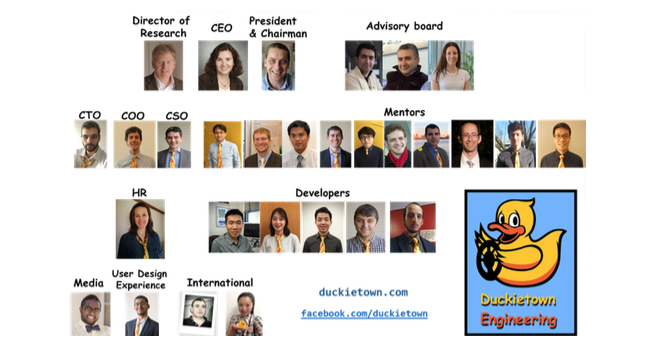 Director of
Research
CEO
President
& Chairman
Advisory board
CTO
COO
CSO
Mentors
HR
Developers
Media
User Design
Experience
International
duckietown.com
facebook.com/duckietown
Duckietown
Engineering